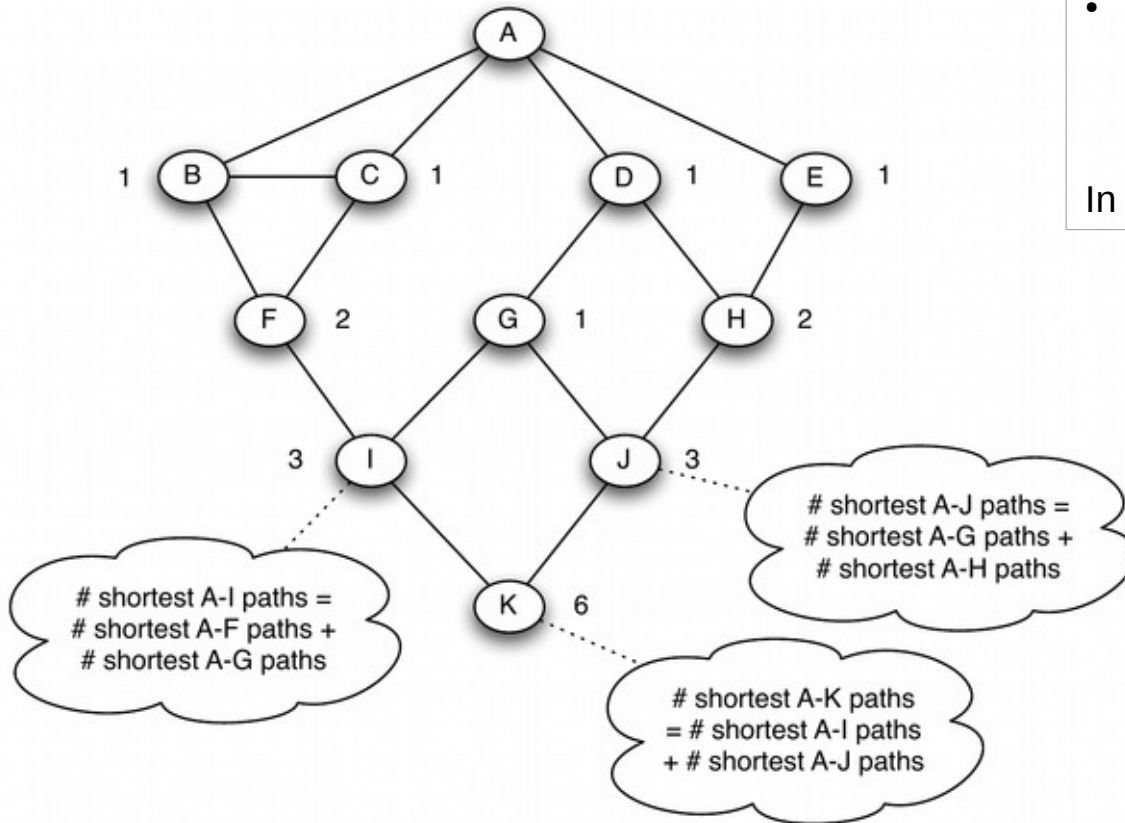 •
In
A
1 B C 1 D 1 E 1
F 2 G 1 H 2
3 I J 3
# shortest A-J paths =
# shortest A-G paths +
# shortest A-H paths
# shortest A-I paths =
# shortest A-F paths +
# shortest A-G paths
K 6
# shortest A-K paths
= # shortest A-I paths
+ # shortest A-J paths